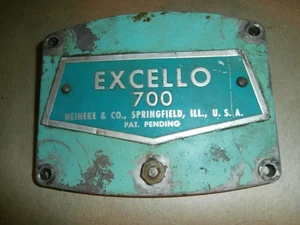 EXCELLO
700
HEINEKE & CO., SPRINGFIELD, ILL., U. S. A.
PAT. PENDING